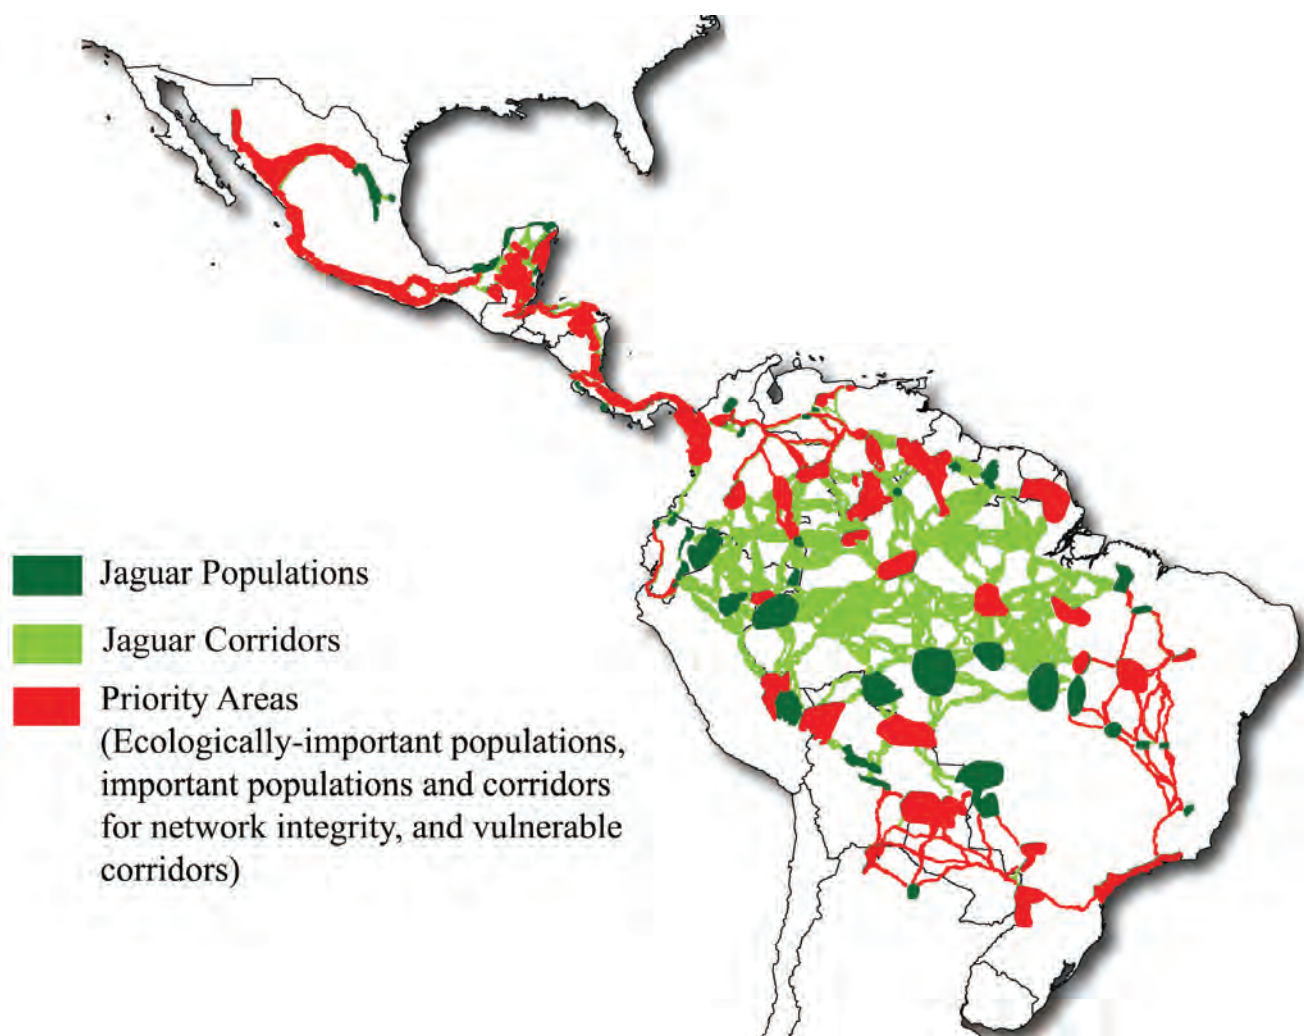 Jaguar Populations
Jaguar Corridors
Priority Areas
(Ecologically-important populations,
important populations and corridors
for network integrity, and vulnerable
corridors)